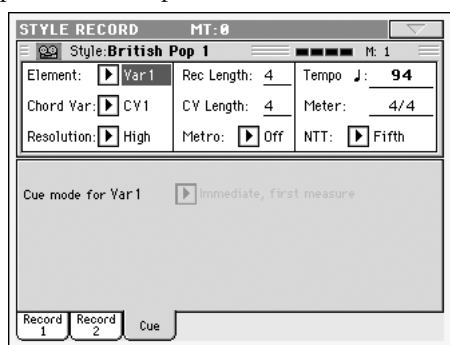 STYLE RECORD MT:0
Style:British Pop 1 M: 1
Element: Var1 Rec Length: 4 Tempo ♩: 94
Chord Var: CV1 CV Length: 4 Meter: 4/4
Resolution: High Metro: Off NTT: Fifth
Cue mode for Var1 Immediate, first measure
Record 1 Record 2 Cue